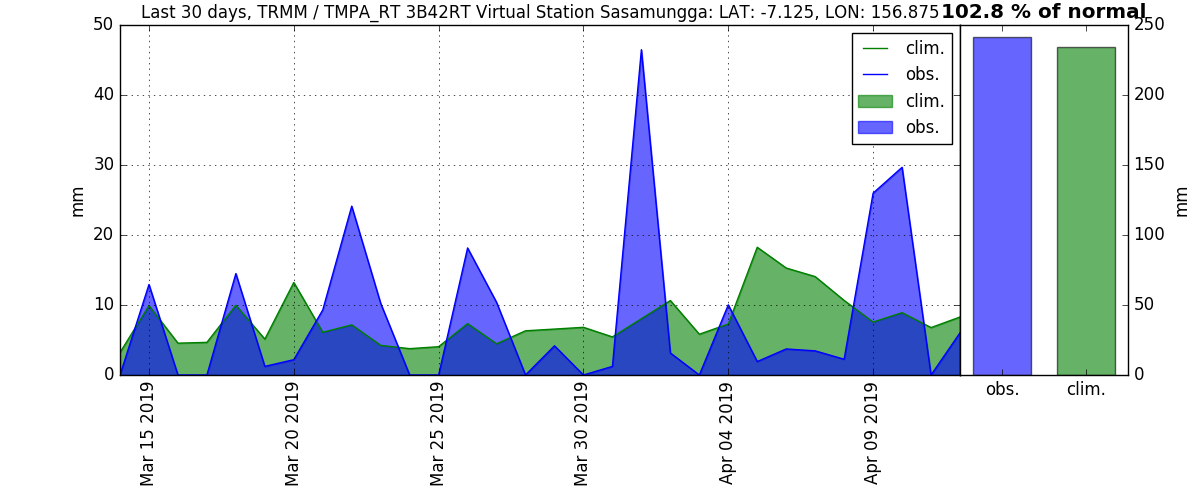 Last 30 days, TRMM / TMPA_RT 3B42RT Virtual Station Sasamungga: LAT: -7.125, LON: 156.875
102.8 % of normal
50
40
30
20
10
0
mm
clim.
obs.
clim.
obs.
Mar 15 2019
Mar 20 2019
Mar 25 2019
Mar 30 2019
Apr 04 2019
Apr 09 2019
250
200
150
100
50
0
mm
obs.
clim.